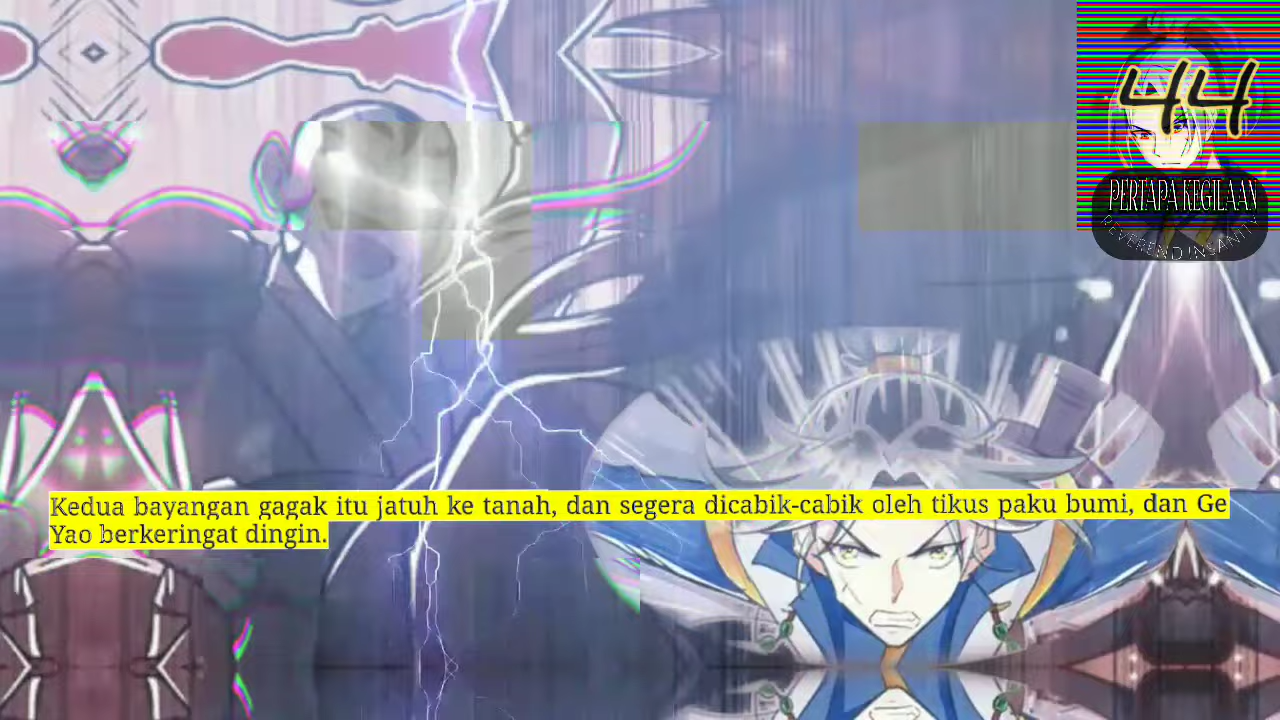 44
PERTAPA KEGILAAN
REVEREND INSANITY
Kedua bayangan gagak itu jatuh ke tanah, dan segera dicabik-cabik oleh tikus paku bumi, dan Ge
Yao berkeringat dingin.